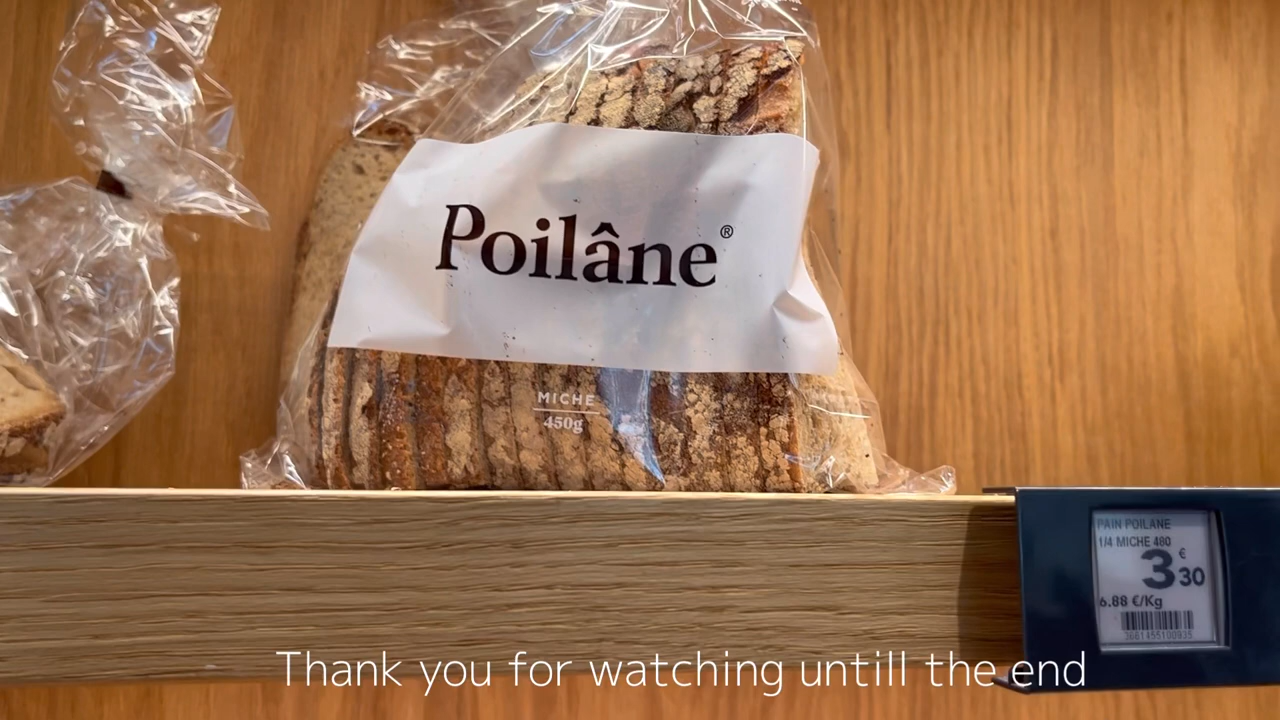 Poilâne®
MICHE
450g
PAIN POILANE
1/4 MICHE 480
3 € 30
6.88 €/Kg
3661455100935
Thank you for watching untill the end